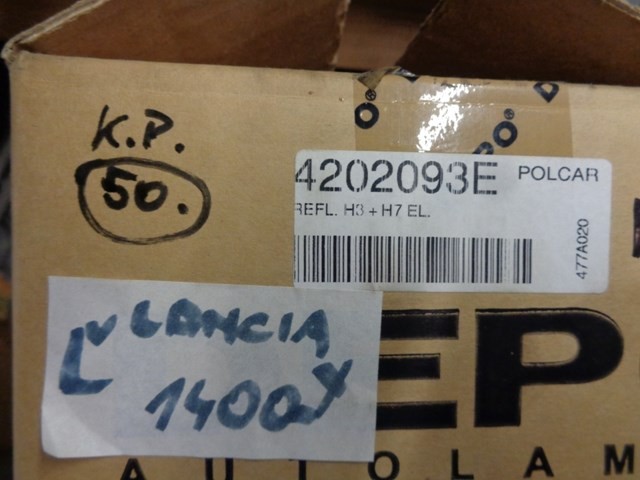 K.P.
50.
4202093E POLCAR
REFL. H3 + H7 EL.
477A020
LANCIA
L
1400
EP
AUTOLAM